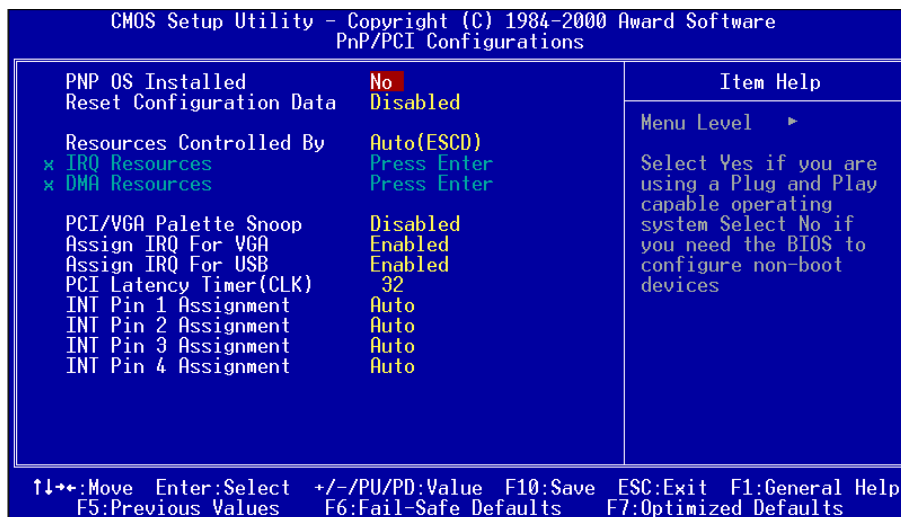 CMOS Setup Utility – Copyright (C) 1984-2000 Award Software
PnP/PCI Configurations
PNP OS Installed No
Reset Configuration Data Disabled
Resources Controlled By Auto(ESCD)
x IRQ Resources Press Enter
x DMA Resources Press Enter
PCI/VGA Palette Snoop Disabled
Assign IRQ For VGA Enabled
Assign IRQ For USB Enabled
PCI Latency Timer(CLK) 32
INT Pin 1 Assignment Auto
INT Pin 2 Assignment Auto
INT Pin 3 Assignment Auto
INT Pin 4 Assignment Auto
Item Help
Menu Level ►
Select Yes if you are
using a Plug and Play
capable operating
system Select No if
you need the BIOS to
configure non-boot
devices
↑↓→←:Move Enter:Select +/-/PU/PD:Value F10:Save ESC:Exit F1:General Help
F5:Previous Values F6:Fail-Safe Defaults F7:Optimized Defaults